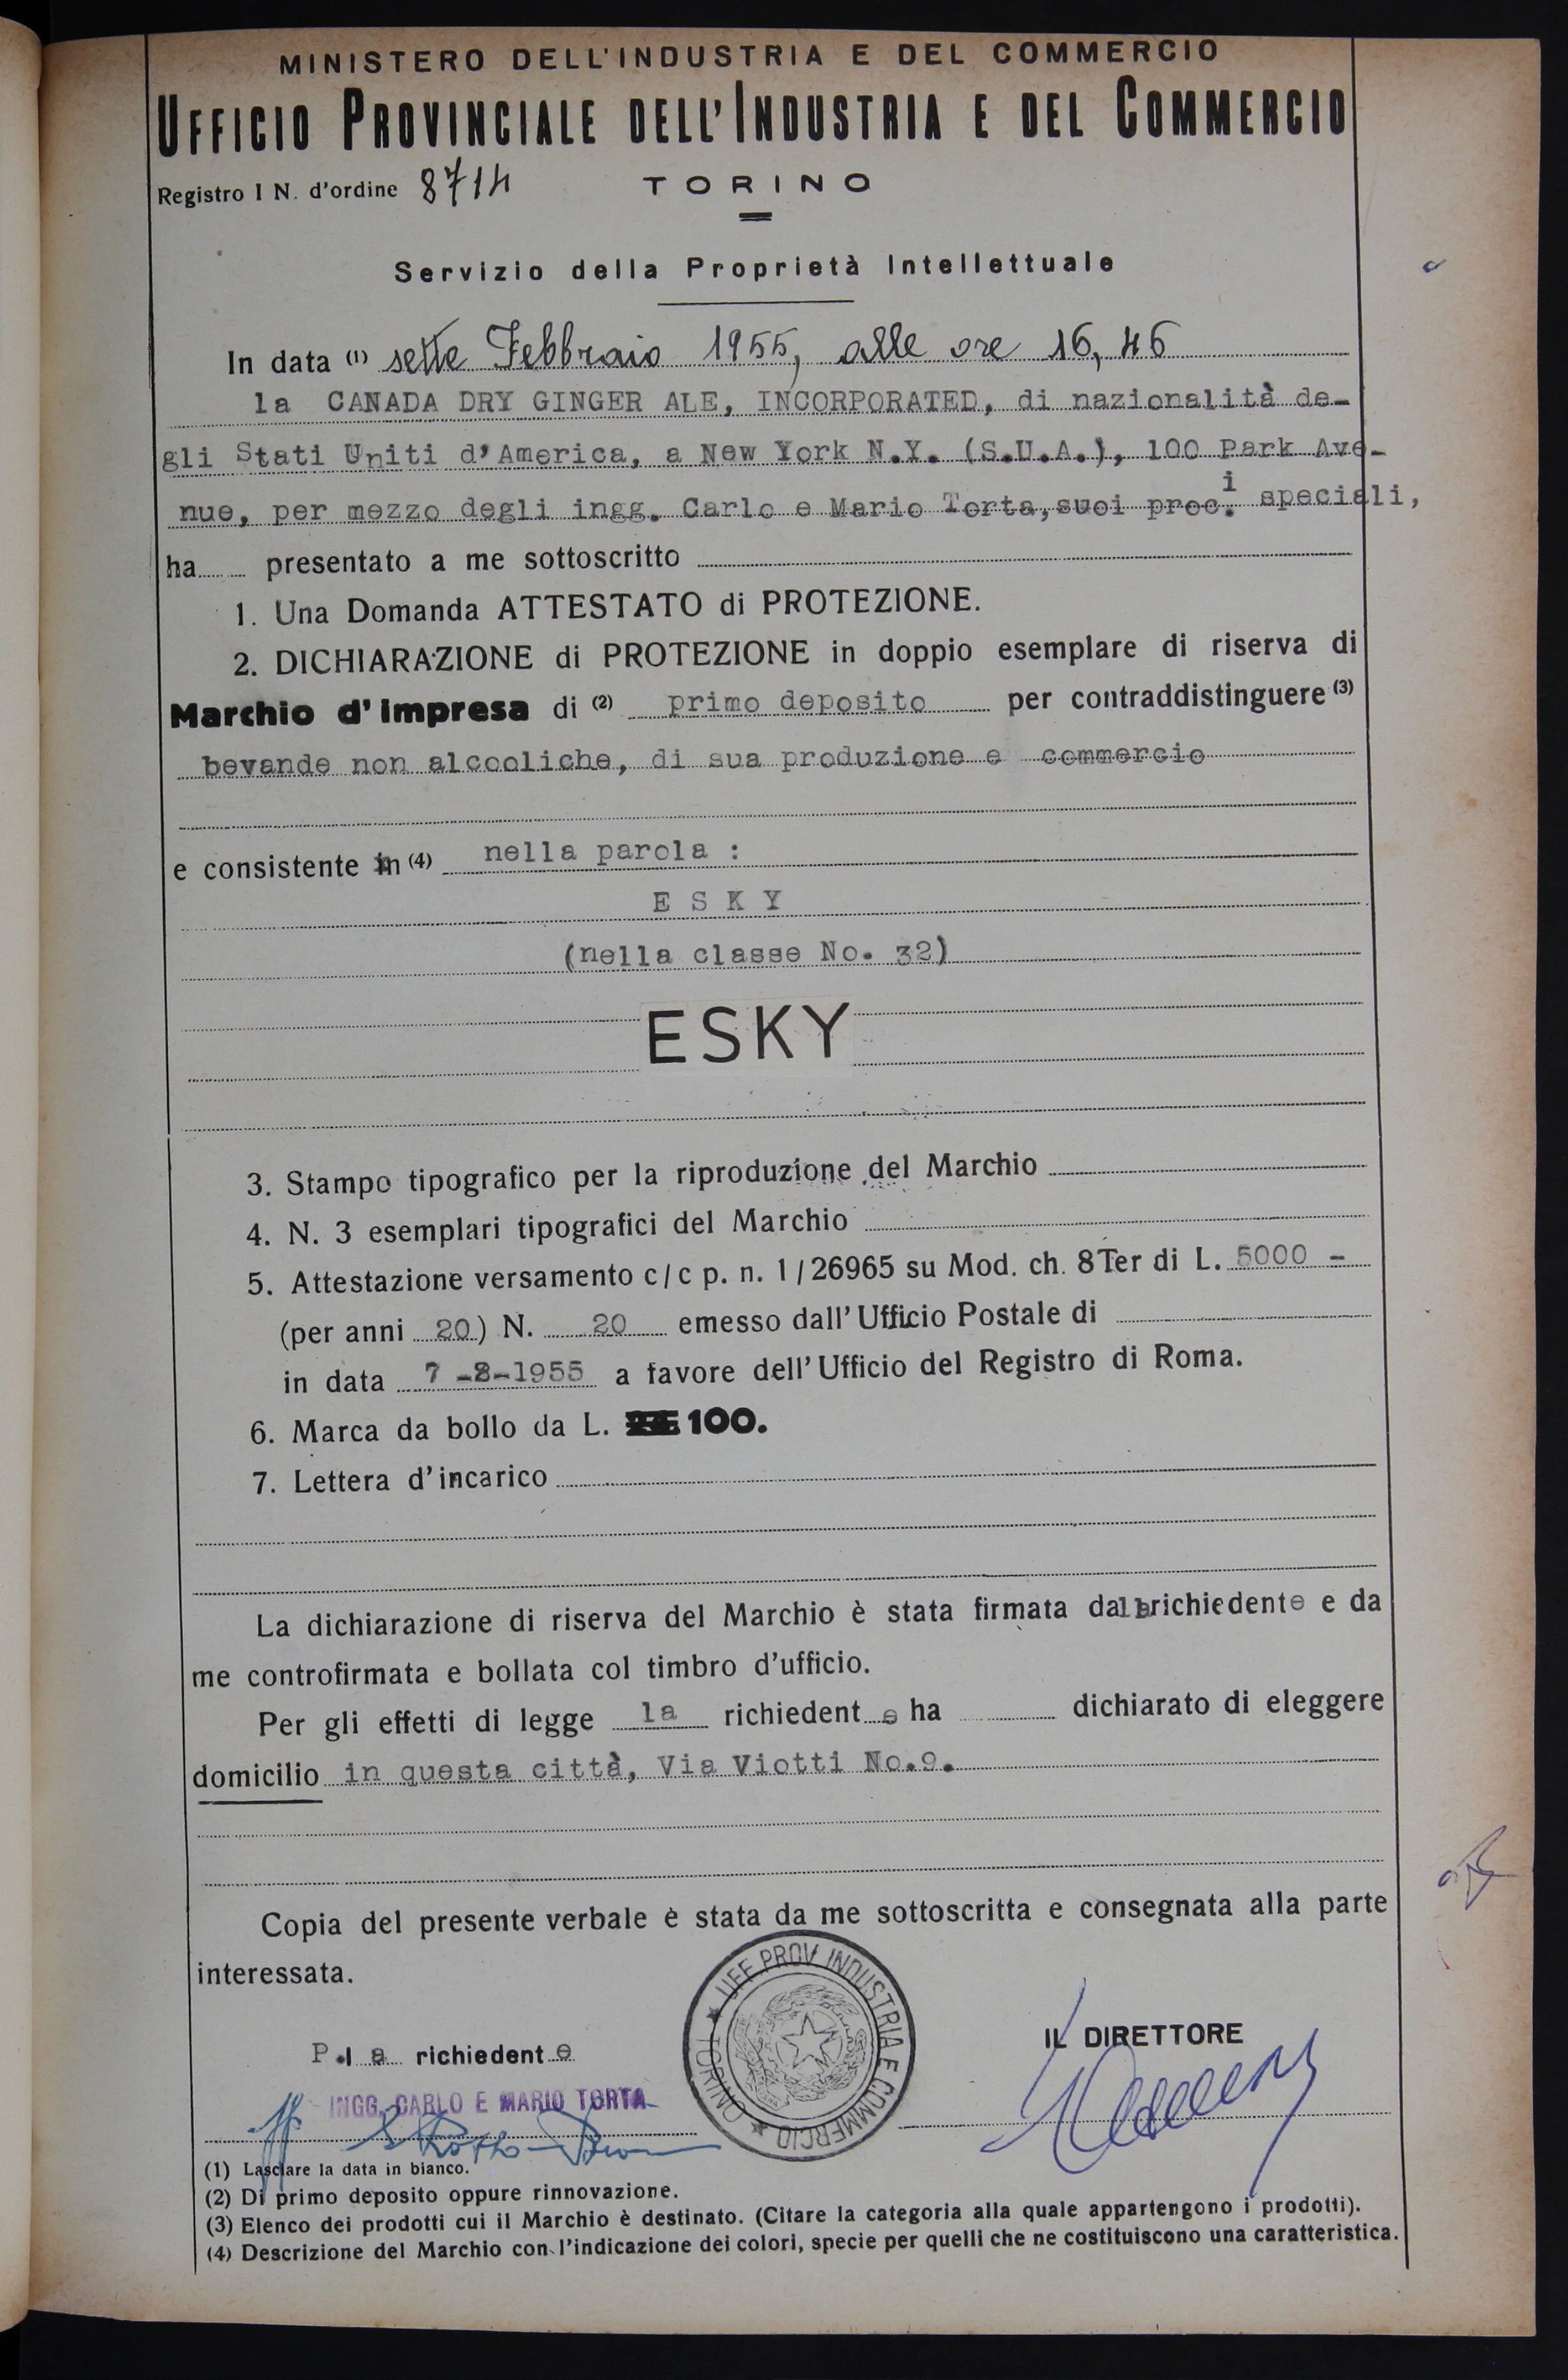 MINISTERO DELL'INDUSTRIA E DEL COMMERCIO
UFFICIO PROVINCIALE DELL'INDUSTRIA E DEL COMMERCIO
Registro I N. d'ordine 8714 TORINO
Servizio della Proprietà Intellettuale
In data (1) sette Febbraio 1955, alle ore 16,46
la CANADA DRY GINGER ALE, INCORPORATED, di nazionalità de-
gli Stati Uniti d'America, a New York N.Y. (S.U.A.), 100 Park Ave-
nue, per mezzo degli ingg. Carlo e Mario Torta, suoi proc.i speciali,
ha presentato a me sottoscritto
1. Una Domanda ATTESTATO di PROTEZIONE.
2. DICHIARAZIONE di PROTEZIONE in doppio esemplare di riserva di
Marchio d'impresa di (2) primo deposito per contraddistinguere (3)
bevande non alcooliche, di sua produzione e commercio
e consistente in (4) nella parola :
E S K Y
(nella classe No. 32)
ESKY
3. Stampo tipografico per la riproduzione del Marchio
4. N. 3 esemplari tipografici del Marchio
5. Attestazione versamento c/c p. n. 1/26965 su Mod. ch. 8 Ter di L. 5000 -
(per anni 20) N. 20 emesso dall'Ufficio Postale di
in data 7-2-1955 a favore dell'Ufficio del Registro di Roma.
6. Marca da bollo da L. 100.
7. Lettera d'incarico
La dichiarazione di riserva del Marchio è stata firmata dalla richiedente e da
me controfirmata e bollata col timbro d'ufficio.
Per gli effetti di legge la richiedente ha dichiarato di eleggere
domicilio in questa città, Via Viotti No.9.
Copia del presente verbale è stata da me sottoscritta e consegnata alla parte
interessata.
P.la richiedente
IL DIRETTORE
INGG. CARLO E MARIO TORTA
UFF. PROV. INDUSTRIA E COMMERCIO ★ TORINO ★
(1) Lasciare la data in bianco.
(2) Di primo deposito oppure rinnovazione.
(3) Elenco dei prodotti cui il Marchio è destinato. (Citare la categoria alla quale appartengono i prodotti).
(4) Descrizione del Marchio con l'indicazione dei colori, specie per quelli che ne costituiscono una caratteristica.